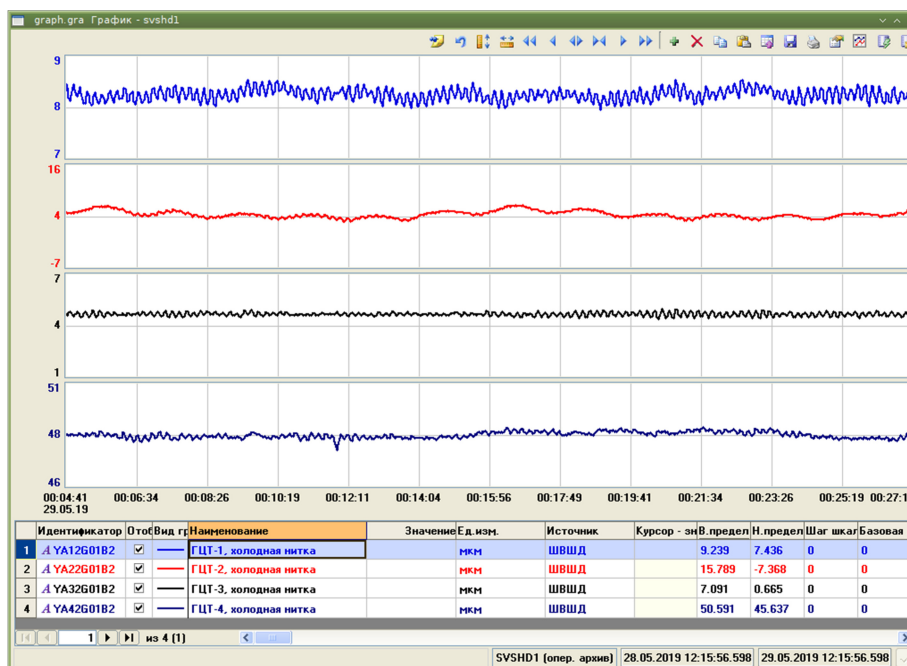 graph.gra График - svshd1
9
8
7
16
4
-7
7
4
1
51
48
46
00:04:41 00:06:34 00:08:26 00:10:19 00:12:11 00:14:04 00:15:56 00:17:49 00:19:41 00:21:34 00:23:26 00:25:19 00:27:1
29.05.19
Идентификатор Отоб Вид гр Наименование Значение Ед.изм. Источник Курсор - зн В.предел Н.предел Шаг шкал Базовая
1 A YA12G01B2 ГЦТ-1, холодная нитка мкм ШВШД 9.239 7.436 0 0
2 A YA22G01B2 ГЦТ-2, холодная нитка мкм ШВШД 15.789 -7.368 0 0
3 A YA32G01B2 ГЦТ-3, холодная нитка мкм ШВШД 7.091 0.665 0 0
4 A YA42G01B2 ГЦТ-4, холодная нитка мкм ШВШД 50.591 45.637 0 0
1 из 4 (1)
SVSHD1 (опер. архив) 28.05.2019 12:15:56.598 29.05.2019 12:15:56.598